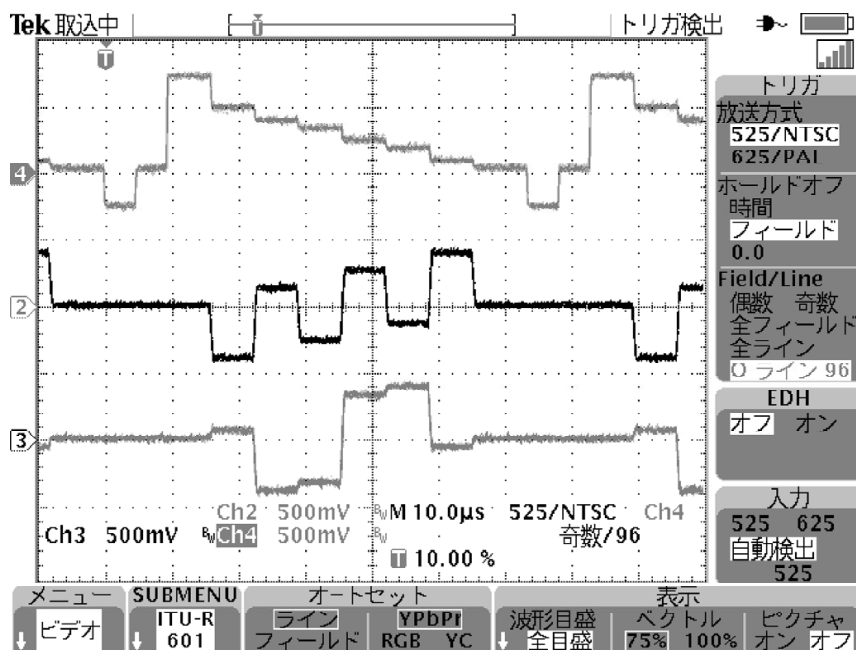 Tek 取込中 トリガ検出
T
T
4
2
3
Ch2 500mV BW M 10.0µs 525/NTSC Ch4
Ch3 500mV BW Ch4 500mV BW 奇数/96
T 10.00 %
トリガ
放送方式
525/NTSC
625/PAL
ホールドオフ
時間
フィールド
0.0
Field/Line
偶数 奇数
全フィールド
全ライン
ライン 96
EDH
オフ オン
入力
525 625
自動検出
525
メニュー
ビデオ
SUBMENU
ITU-R
601
オートセット
ライン YPbPr
フィールド RGB YC
表示
波形目盛 ベクトル ピクチャ
全目盛 75% 100% オン オフ